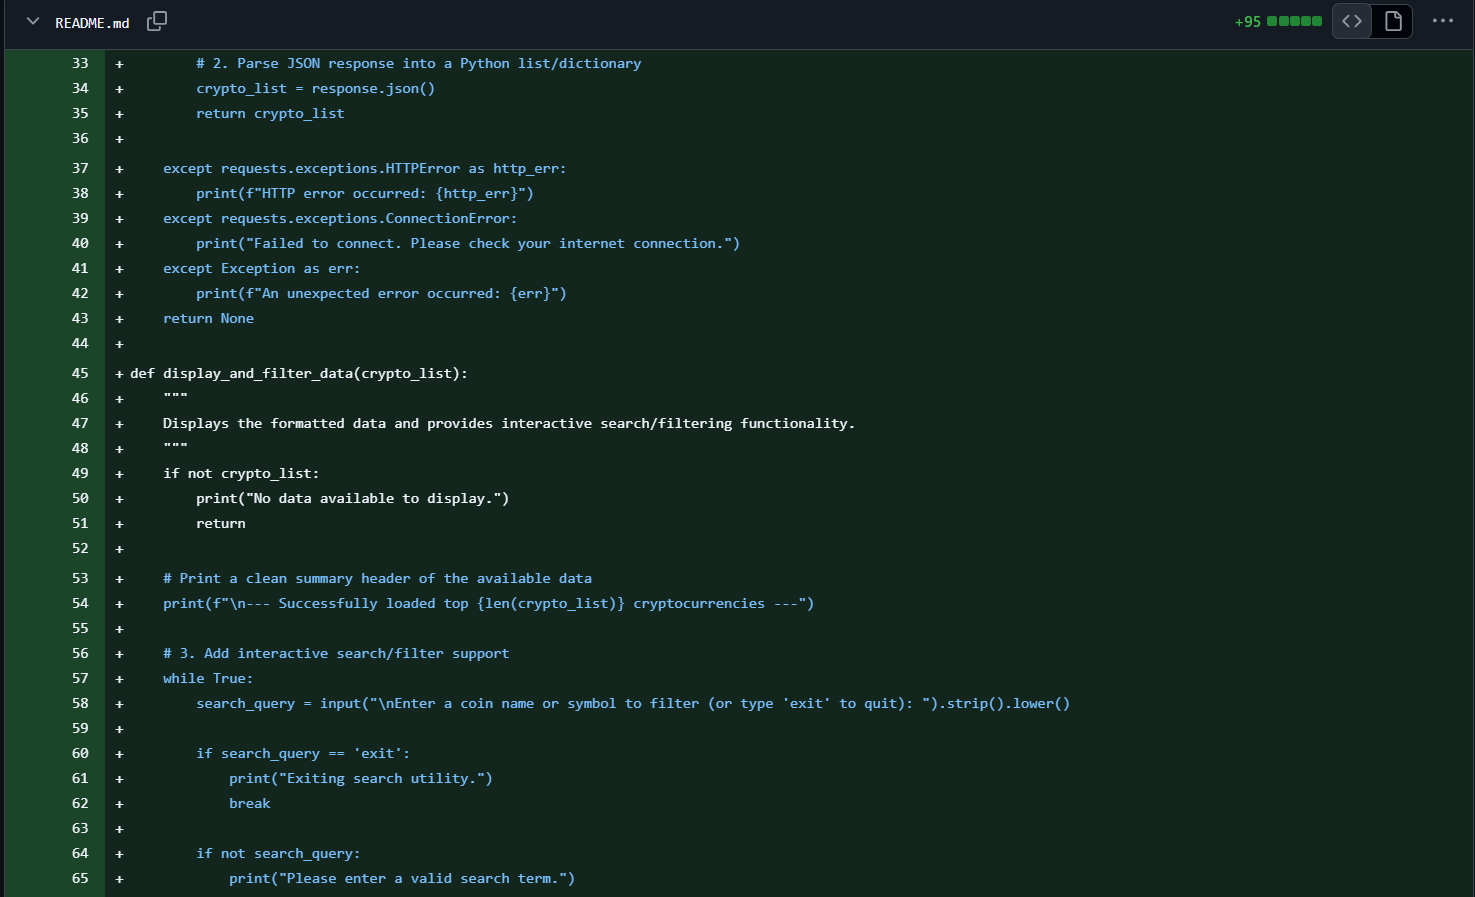 README.md +95
33 +         # 2. Parse JSON response into a Python list/dictionary
34 +         crypto_list = response.json()
35 +         return crypto_list
36 +
37 +     except requests.exceptions.HTTPError as http_err:
38 +         print(f"HTTP error occurred: {http_err}")
39 +     except requests.exceptions.ConnectionError:
40 +         print("Failed to connect. Please check your internet connection.")
41 +     except Exception as err:
42 +         print(f"An unexpected error occurred: {err}")
43 +     return None
44 +
45 + def display_and_filter_data(crypto_list):
46 +     """
47 +     Displays the formatted data and provides interactive search/filtering functionality.
48 +     """
49 +     if not crypto_list:
50 +         print("No data available to display.")
51 +         return
52 +
53 +     # Print a clean summary header of the available data
54 +     print(f"\n--- Successfully loaded top {len(crypto_list)} cryptocurrencies ---")
55 +
56 +     # 3. Add interactive search/filter support
57 +     while True:
58 +         search_query = input("\nEnter a coin name or symbol to filter (or type 'exit' to quit): ").strip().lower()
59 +
60 +         if search_query == 'exit':
61 +             print("Exiting search utility.")
62 +             break
63 +
64 +         if not search_query:
65 +             print("Please enter a valid search term.")